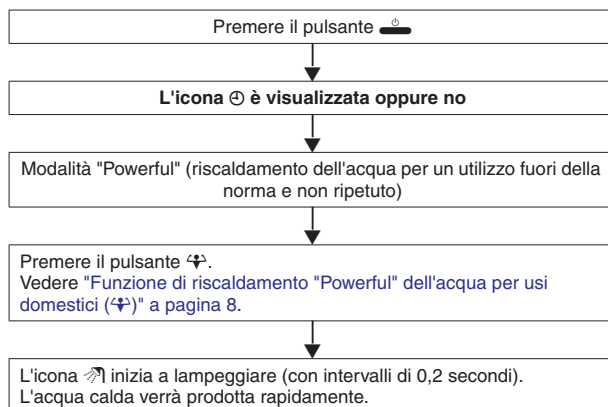 Premere il pulsante
L'icona è visualizzata oppure no
Modalità "Powerful" (riscaldamento dell'acqua per un utilizzo fuori della
norma e non ripetuto)
Premere il pulsante .
Vedere "Funzione di riscaldamento "Powerful" dell'acqua per usi
domestici ()" a pagina 8.
L'icona inizia a lampeggiare (con intervalli di 0,2 secondi).
L'acqua calda verrà prodotta rapidamente.